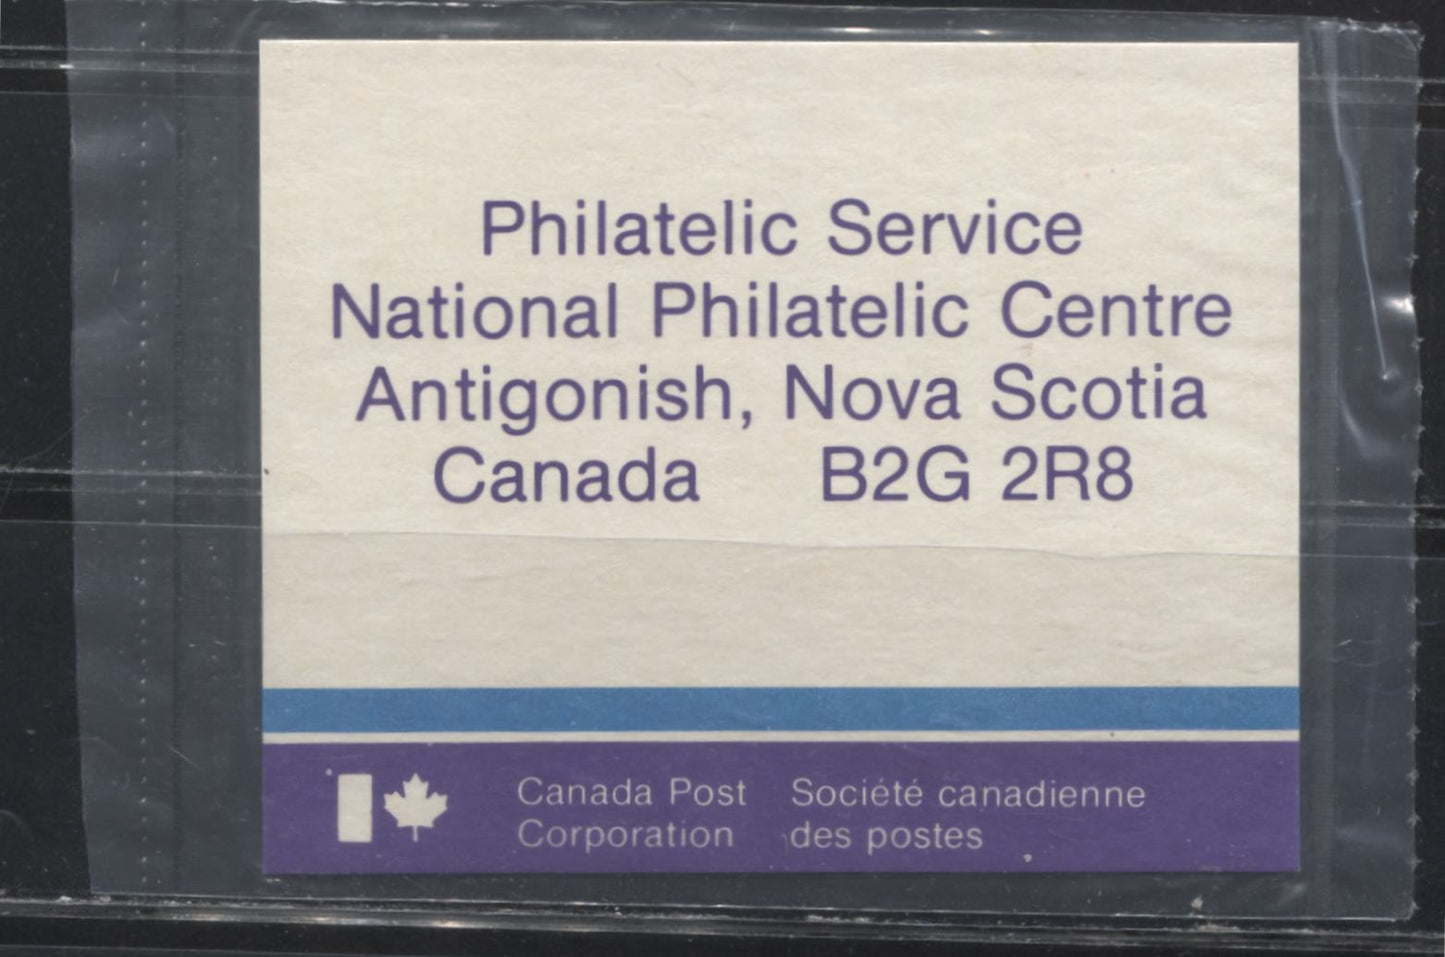 Philatelic Service
National Philatelic Centre
Antigonish, Nova Scotia
Canada B2G 2R8
Canada Post Corporation
Société canadienne des postes